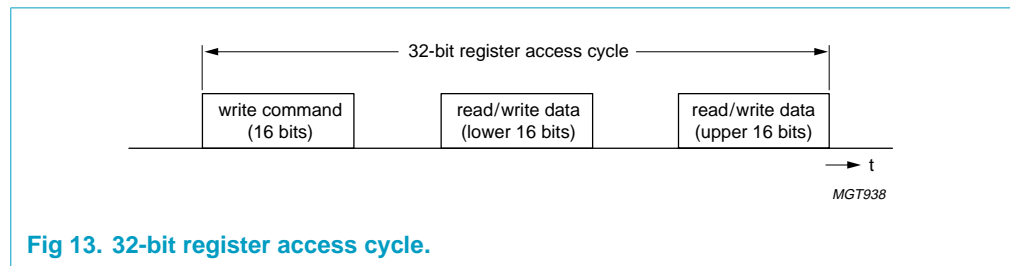 32-bit register access cycle
write command
(16 bits)
read/write data
(lower 16 bits)
read/write data
(upper 16 bits)
t
MGT938
Fig 13. 32-bit register access cycle.